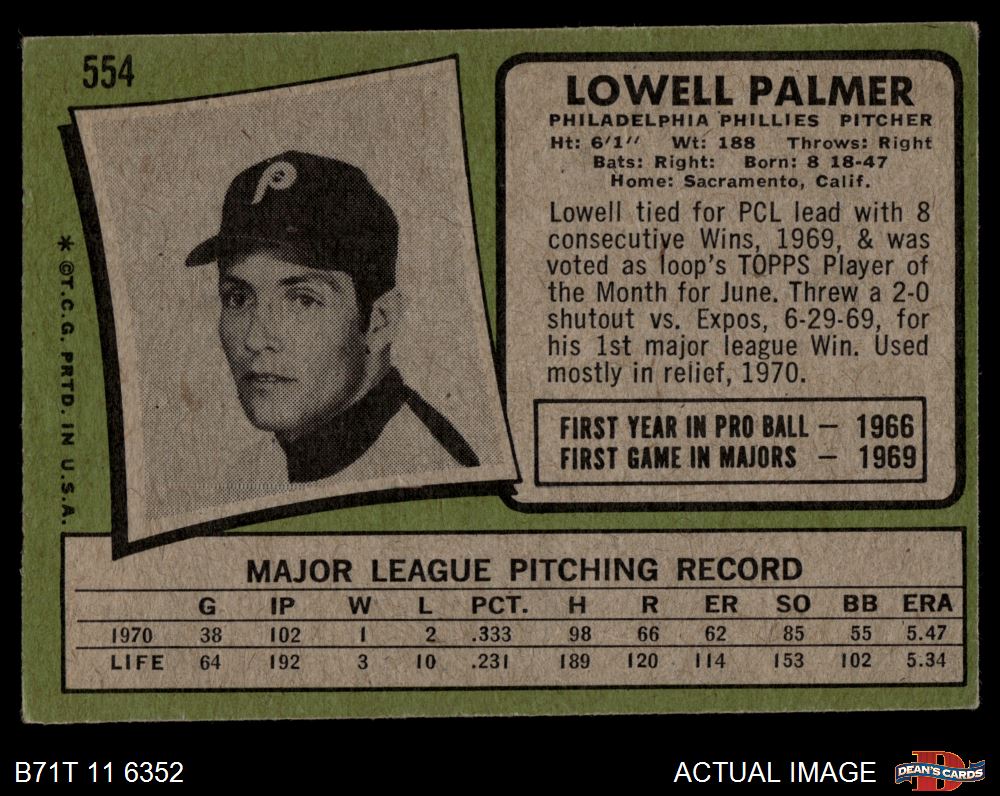 554
LOWELL PALMER
PHILADELPHIA PHILLIES PITCHER
Ht: 6'1" Wt: 188 Throws: Right
Bats: Right: Born: 8 18-47
Home: Sacramento, Calif.
Lowell tied for PCL lead with 8
consecutive Wins, 1969, & was
voted as loop's TOPPS Player of
the Month for June. Threw a 2-0
shutout vs. Expos, 6-29-69, for
his 1st major league Win. Used
mostly in relief, 1970.
FIRST YEAR IN PRO BALL — 1966
FIRST GAME IN MAJORS — 1969
P
* ©T.C.G. PRTD. IN U.S.A.
MAJOR LEAGUE PITCHING RECORD
G IP W L PCT. H R ER SO BB ERA
1970 38 102 1 2 .333 98 66 62 85 55 5.47
LIFE 64 192 3 10 .231 189 120 114 153 102 5.34
B71T 11 6352
ACTUAL IMAGE
D
DEAN'S CARDS